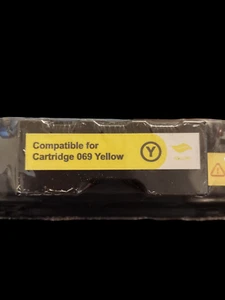 Compatible for
Cartridge 069 Yellow
Y